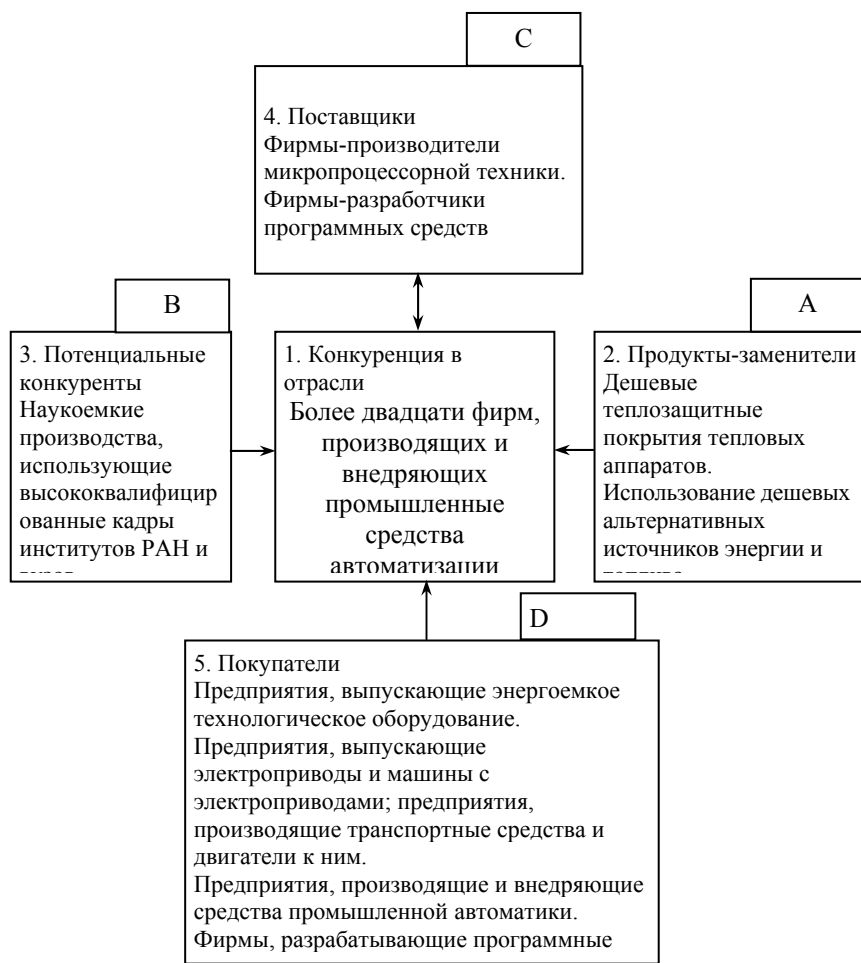 C
4. Поставщики
Фирмы-производители
микропроцессорной техники.
Фирмы-разработчики
программных средств
B
3. Потенциальные
конкуренты
Наукоемкие
производства,
использующие
высококвалифицир
ованные кадры
институтов РАН и
1. Конкуренция в
отрасли
Более двадцати фирм,
производящих и
внедряющих
промышленные
средства
автоматизации
A
2. Продукты-заменители
Дешевые
теплозащитные
покрытия тепловых
аппаратов.
Использование дешевых
альтернативных
источников энергии и
D
5. Покупатели
Предприятия, выпускающие энергоемкое
технологическое оборудование.
Предприятия, выпускающие
электроприводы и машины с
электроприводами; предприятия,
производящие транспортные средства и
двигатели к ним.
Предприятия, производящие и внедряющие
средства промышленной автоматики.
Фирмы, разрабатывающие программные